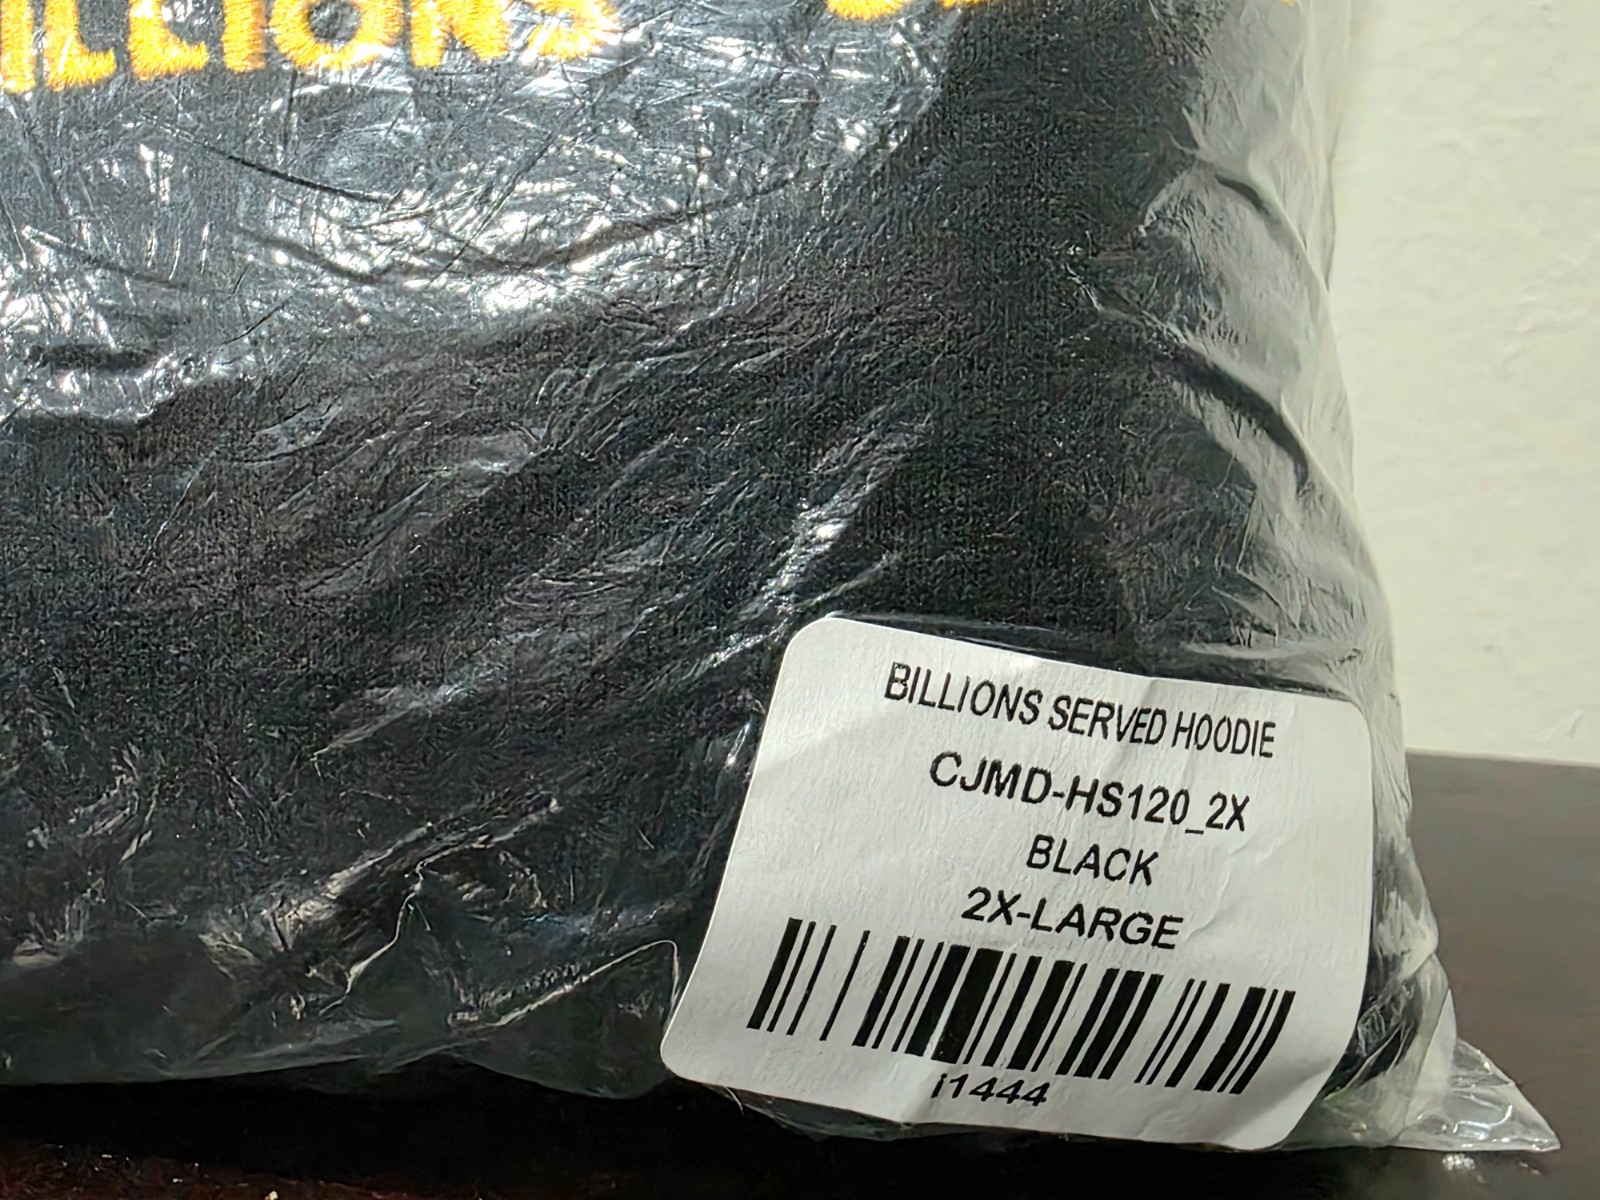 ILLIONS
BILLIONS SERVED HOODIE
CJMD-HS120_2X
BLACK
2X-LARGE
i1444